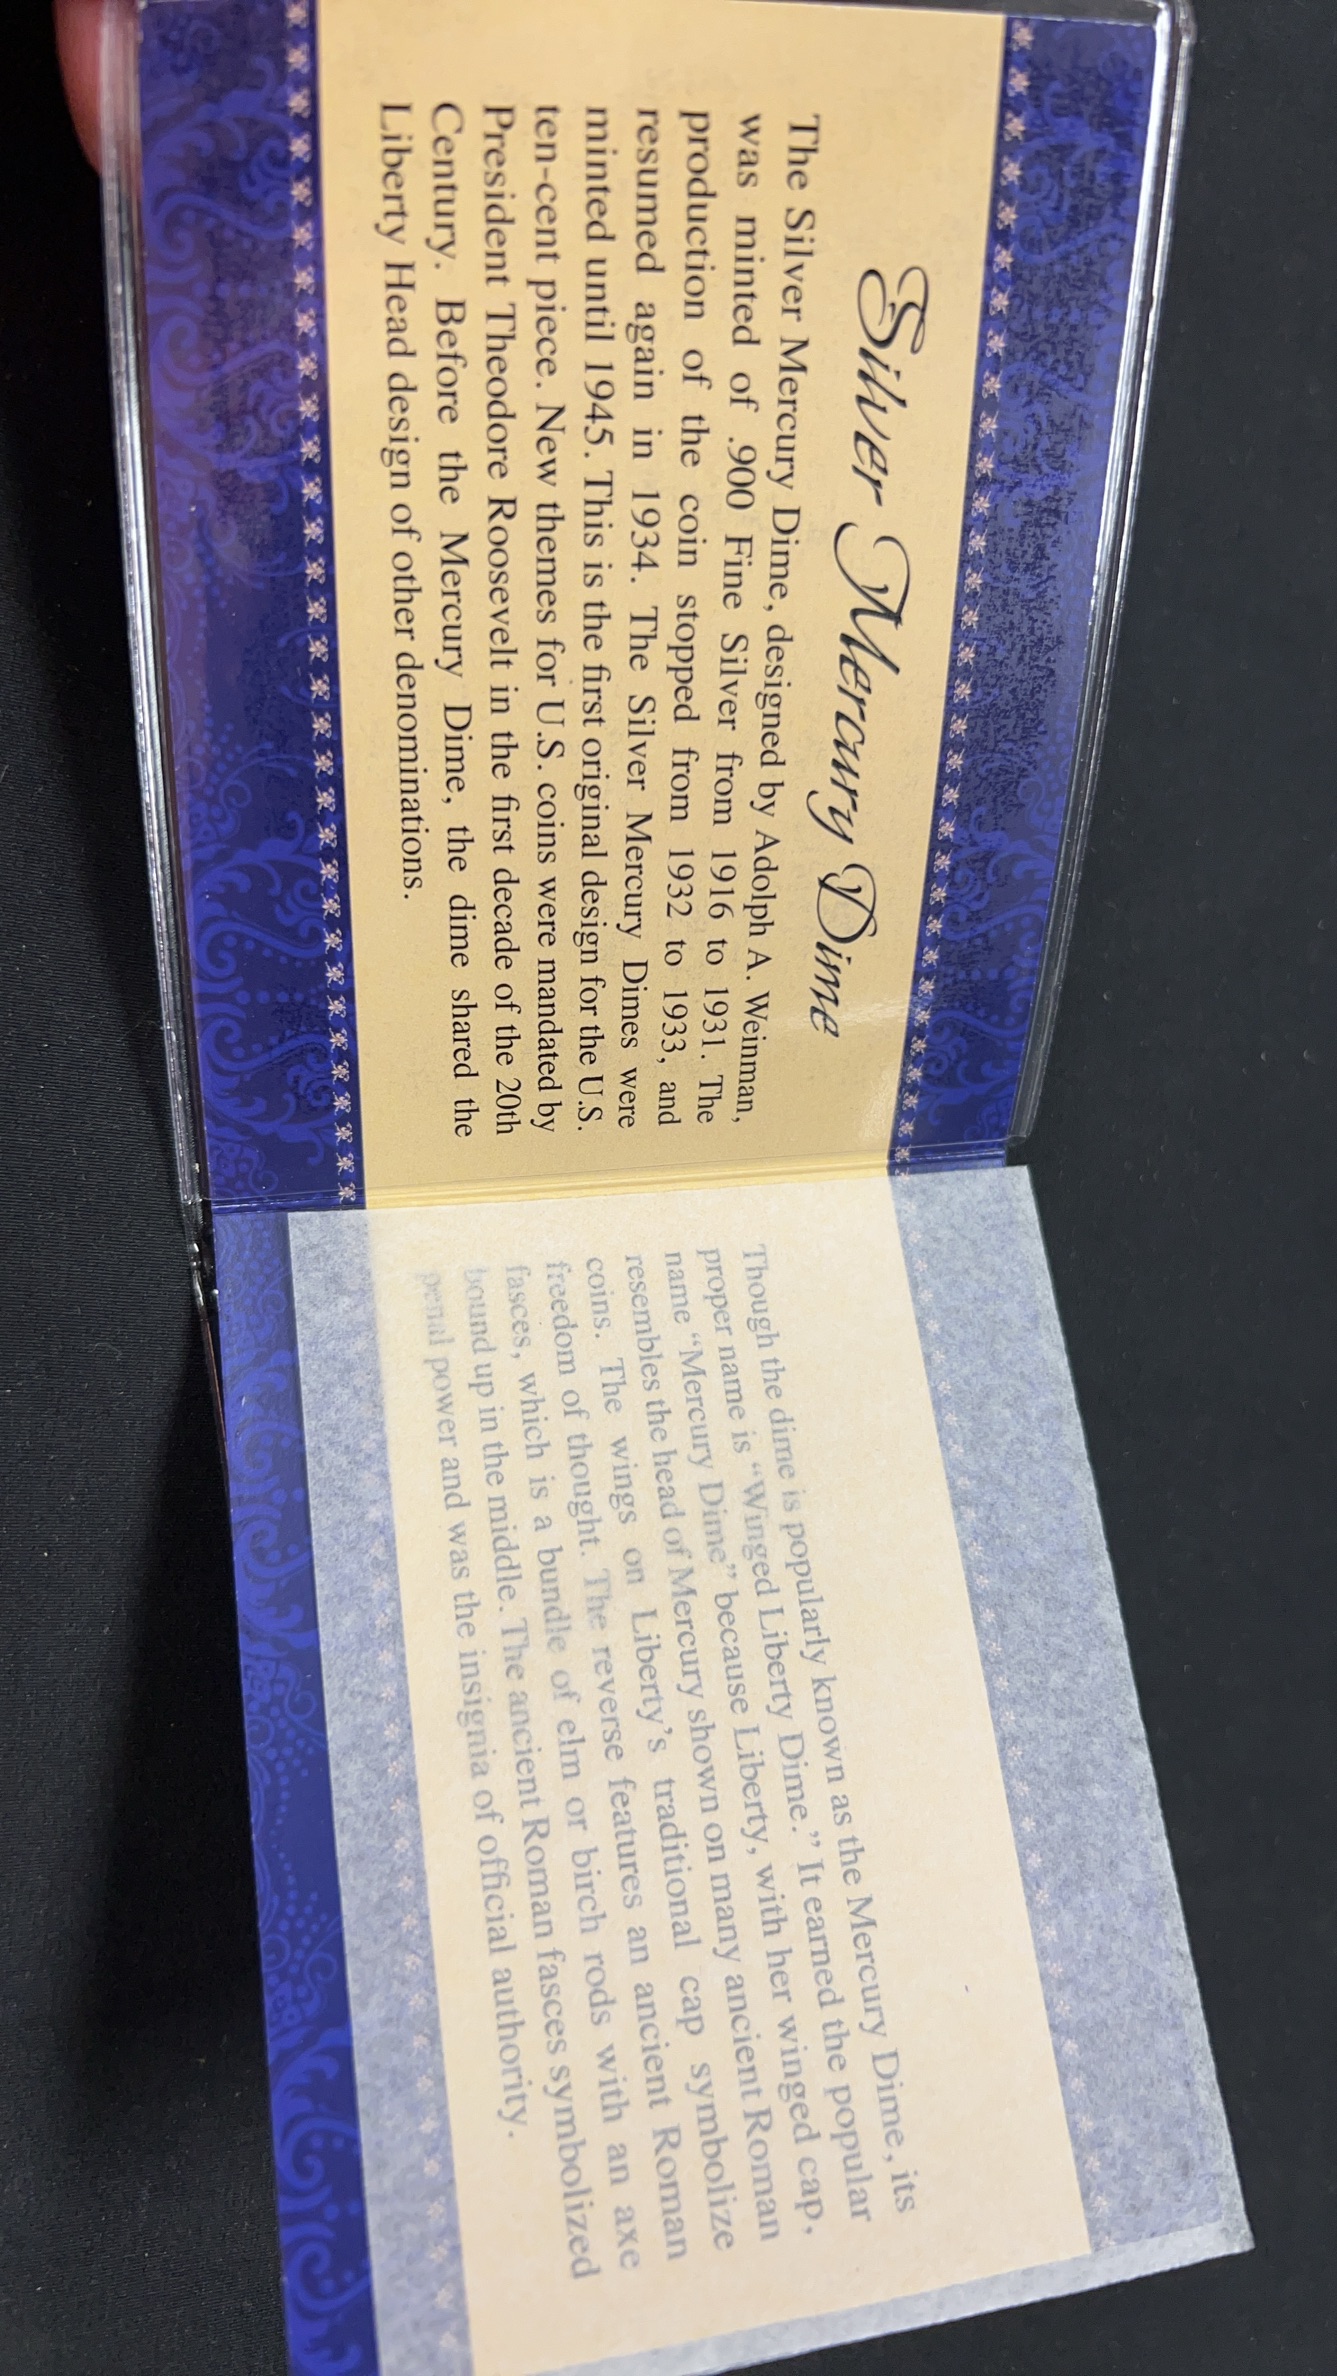 Silver Mercury Dime
The Silver Mercury Dime, designed by Adolph A. Weinman,
was minted of .900 Fine Silver from 1916 to 1931. The
production of the coin stopped from 1932 to 1933, and
resumed again in 1934. The Silver Mercury Dimes were
minted until 1945. This is the first original design for the U.S.
ten-cent piece. New themes for U.S. coins were mandated by
President Theodore Roosevelt in the first decade of the 20th
Century. Before the Mercury Dime, the dime shared the
Liberty Head design of other denominations.
Though the dime is popularly known as the Mercury Dime, its
proper name is “Winged Liberty Dime.” It earned the popular
name “Mercury Dime” because Liberty, with her winged cap,
resembles the head of Mercury shown on many ancient Roman
coins. The wings on Liberty’s traditional cap symbolize
freedom of thought. The reverse features an ancient Roman
fasces, which is a bundle of elm or birch rods with an axe
bound up in the middle. The ancient Roman fasces symbolized
penal power and was the insignia of official authority.